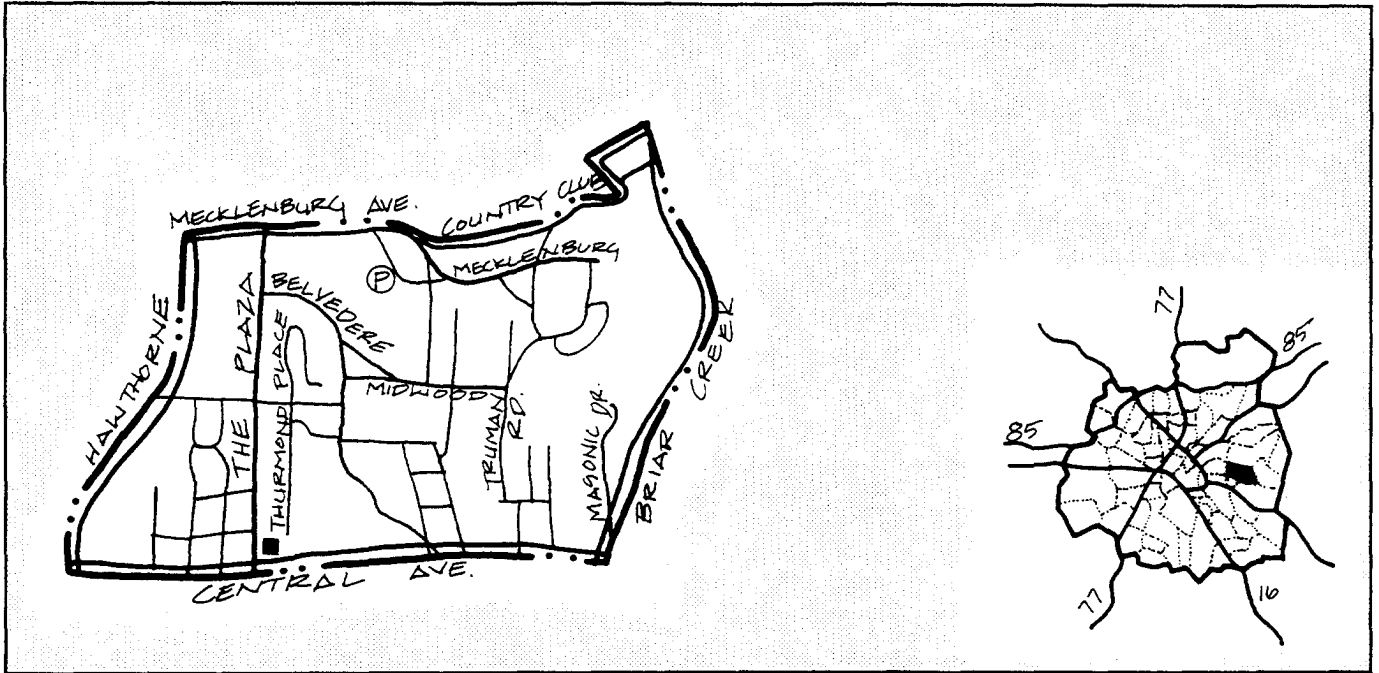 MECKLENBURG AVE.
COUNTRY CLUB
MECKLENBURG
P
BELVEDERE
THE PLAZA
THURMOND PLACE
MIDWOOD
TRUMAN RD.
MASONIC DR.
HAWTHORNE
BRIAR CREEK
CENTRAL AVE.
77
85
85
77
16